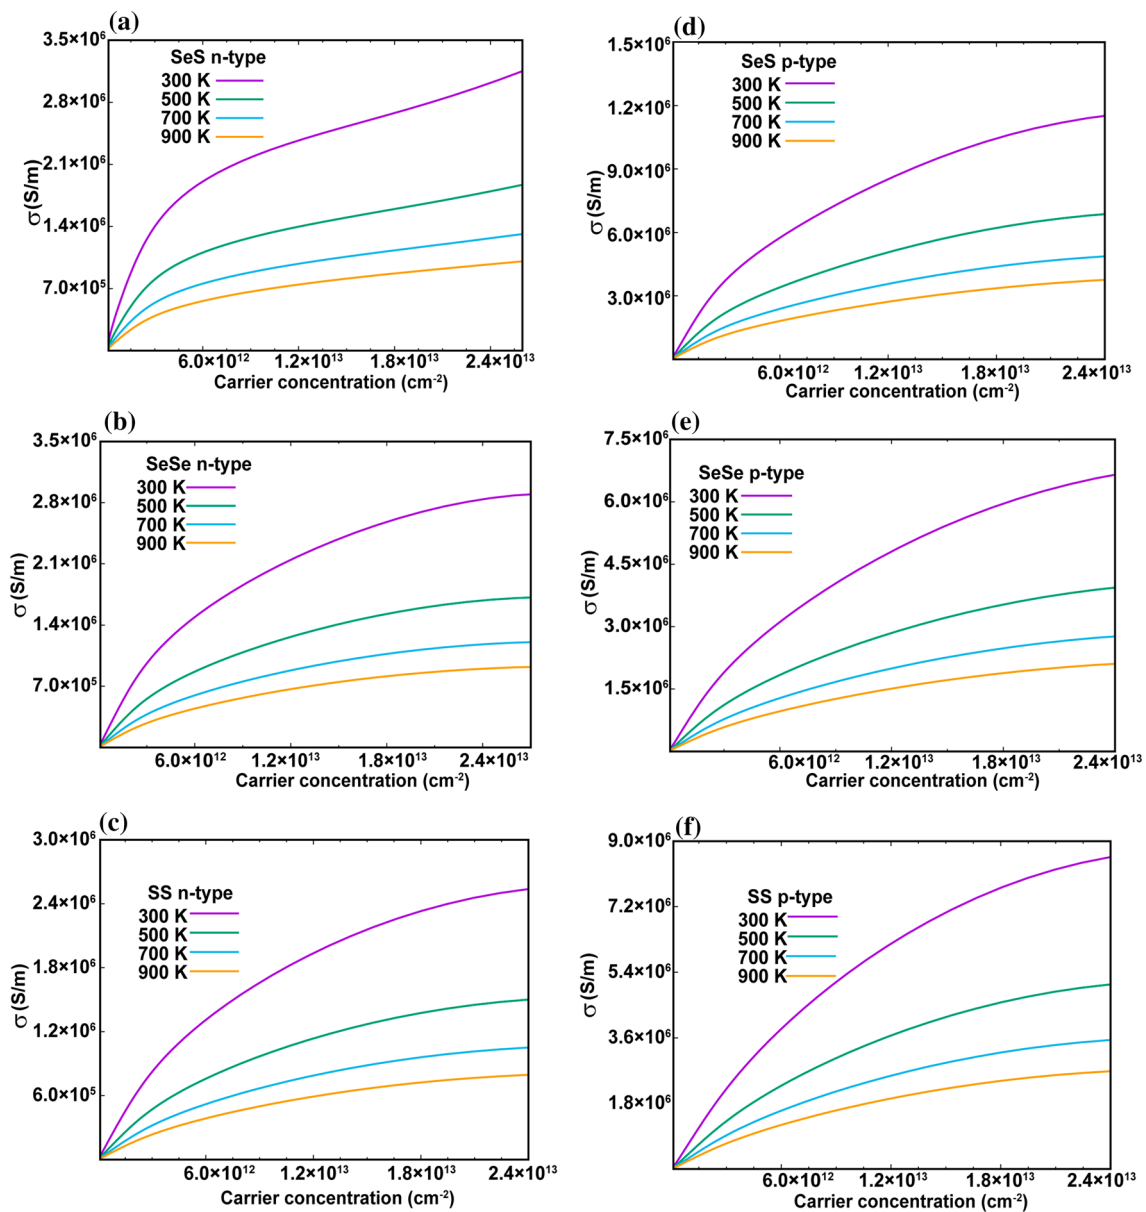 (a)
3.5×10⁶
2.8×10⁶
2.1×10⁶
1.4×10⁶
7.0×10⁵
σ(S/m)
SeS n-type
300 K
500 K
700 K
900 K
6.0×10¹² 1.2×10¹³ 1.8×10¹³ 2.4×10¹³
Carrier concentration (cm⁻²)
(d)
1.5×10⁶
1.2×10⁶
9.0×10⁶
6.0×10⁶
3.0×10⁶
σ(S/m)
SeS p-type
300 K
500 K
700 K
900 K
6.0×10¹² 1.2×10¹³ 1.8×10¹³ 2.4×10¹³
Carrier concentration (cm⁻²)
(b)
3.5×10⁶
2.8×10⁶
2.1×10⁶
1.4×10⁶
7.0×10⁵
σ(S/m)
SeSe n-type
300 K
500 K
700 K
900 K
6.0×10¹² 1.2×10¹³ 1.8×10¹³ 2.4×10¹³
Carrier concentration (cm⁻²)
(e)
7.5×10⁶
6.0×10⁶
4.5×10⁶
3.0×10⁶
1.5×10⁶
σ(S/m)
SeSe p-type
300 K
500 K
700 K
900 K
6.0×10¹² 1.2×10¹³ 1.8×10¹³ 2.4×10¹³
Carrier concentration (cm⁻²)
(c)
3.0×10⁶
2.4×10⁶
1.8×10⁶
1.2×10⁶
6.0×10⁵
σ(S/m)
SS n-type
300 K
500 K
700 K
900 K
6.0×10¹² 1.2×10¹³ 1.8×10¹³ 2.4×10¹³
Carrier concentration (cm⁻²)
(f)
9.0×10⁶
7.2×10⁶
5.4×10⁶
3.6×10⁶
1.8×10⁶
σ(S/m)
SS p-type
300 K
500 K
700 K
900 K
6.0×10¹² 1.2×10¹³ 1.8×10¹³ 2.4×10¹³
Carrier concentration (cm⁻²)